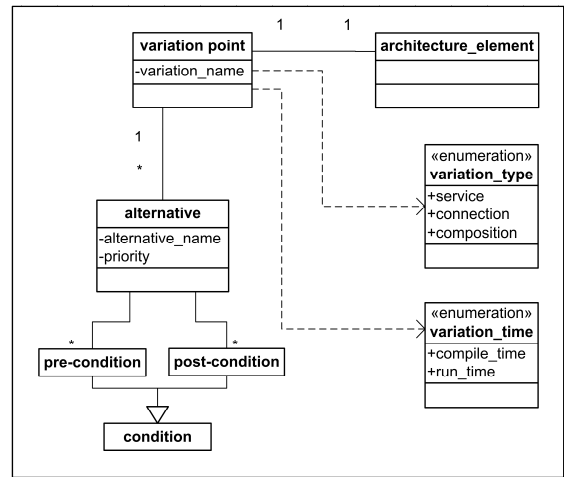 1 1
variation point
architecture_element
-variation_name
1
*
«enumeration»
variation_type
+service
+connection
+composition
alternative
-alternative_name
-priority
«enumeration»
variation_time
+compile_time
+run_time
* *
pre-condition
post-condition
condition